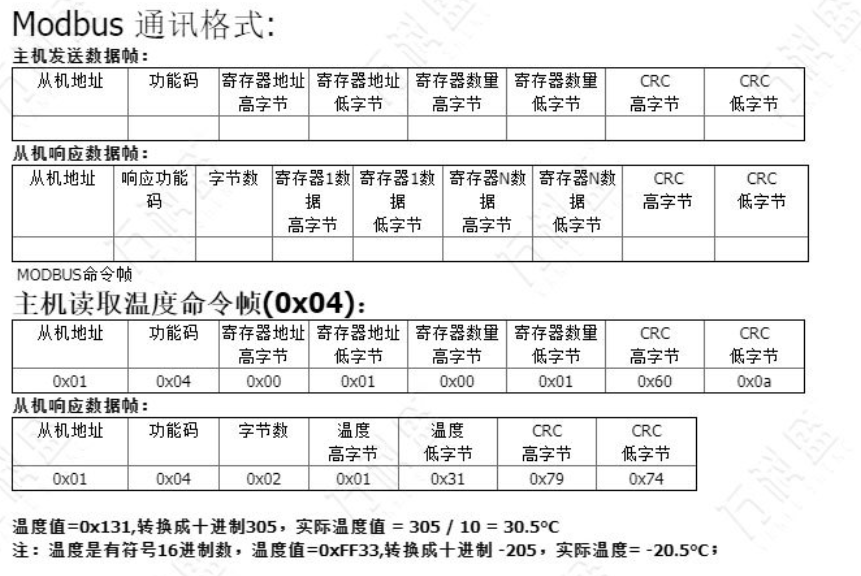 Modbus 通讯格式:
主机发送数据帧：
从机地址 功能码 寄存器地址高字节 寄存器地址低字节 寄存器数量高字节 寄存器数量低字节 CRC高字节 CRC低字节
从机响应数据帧：
从机地址 响应功能码 字节数 寄存器1数据高字节 寄存器1数据低字节 寄存器N数据高字节 寄存器N数据低字节 CRC高字节 CRC低字节
MODBUS命令帧
主机读取温度命令帧(0x04)：
从机地址 功能码 寄存器地址高字节 寄存器地址低字节 寄存器数量高字节 寄存器数量低字节 CRC高字节 CRC低字节
0x01 0x04 0x00 0x01 0x00 0x01 0x60 0x0a
从机响应数据帧：
从机地址 功能码 字节数 温度高字节 温度低字节 CRC高字节 CRC低字节
0x01 0x04 0x02 0x01 0x31 0x79 0x74
温度值=0x131,转换成十进制305，实际温度值 = 305 / 10 = 30.5°C
注：温度是有符号16进制数，温度值=0xFF33,转换成十进制 -205，实际温度= -20.5°C；